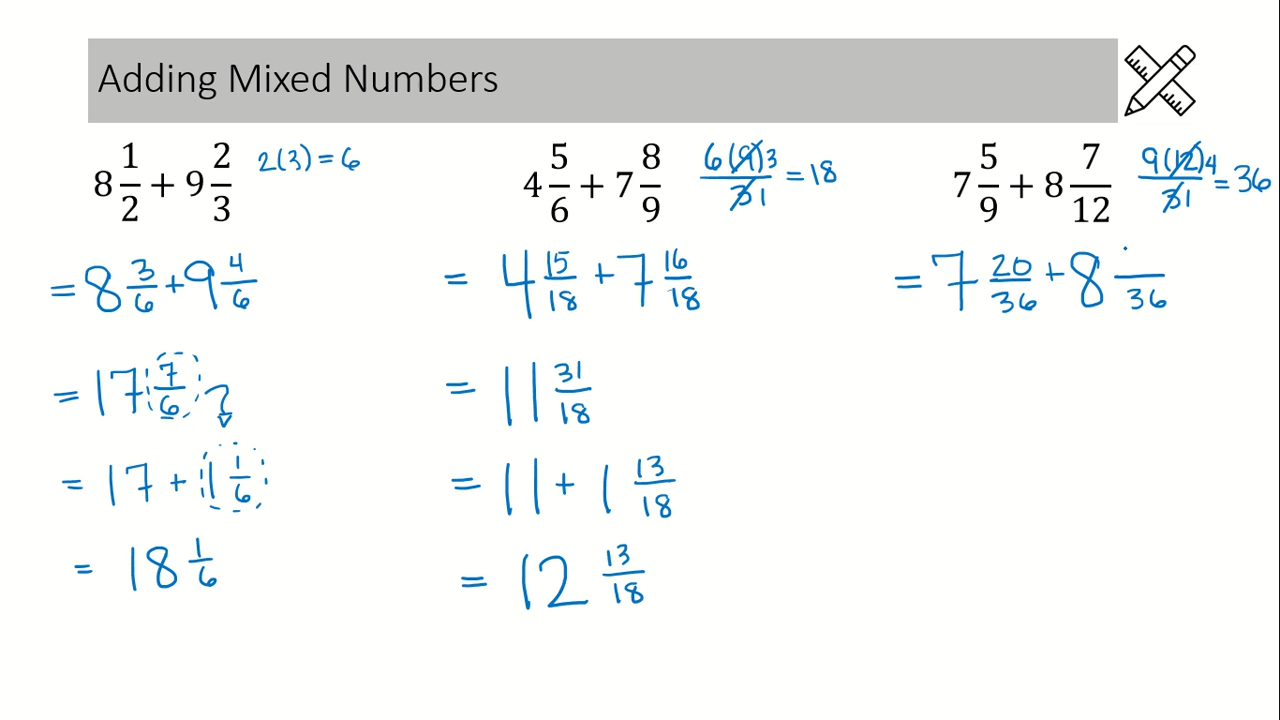 Adding Mixed Numbers
8 1/2 + 9 2/3 2(3) = 6
= 8 3/6 + 9 4/6
= 17 7/6
= 17 + 1 1/6
= 18 1/6
4 5/6 + 7 8/9 6(9)3/31 = 18
= 4 15/18 + 7 16/18
= 11 31/18
= 11 + 1 13/18
= 12 13/18
7 5/9 + 8 7/12 9(12)4/31 = 36
= 7 20/36 + 8 /36